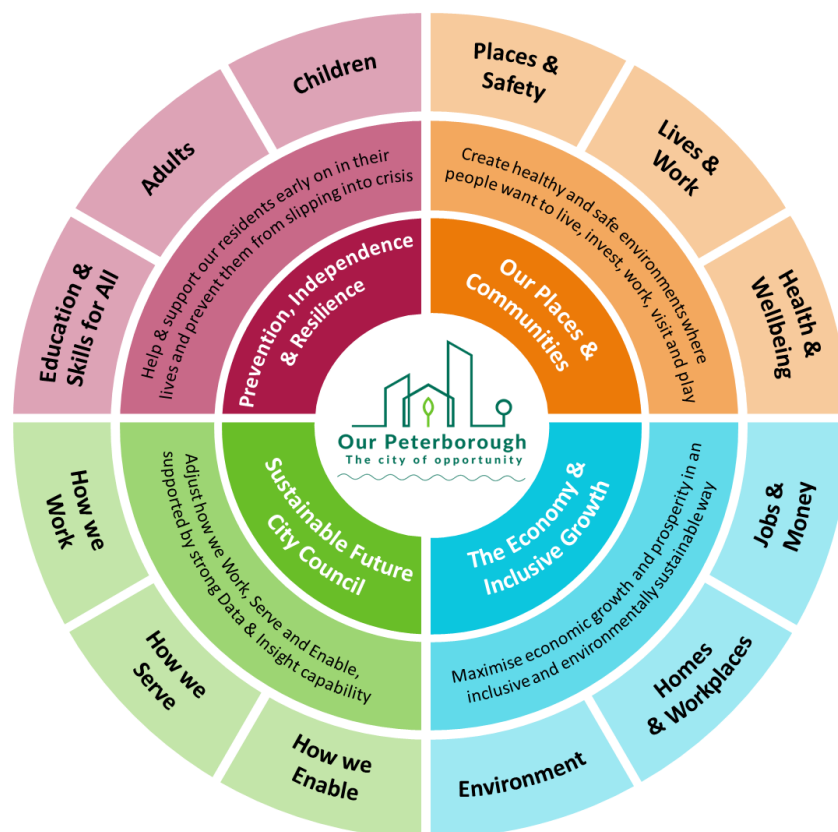 Children
Adults
Education &
Skills for All
Help & support our residents early on in their
lives and prevent them from slipping into crisis
Prevention, Independence
& Resilience
Places &
Safety
Lives &
Work
Health &
Wellbeing
Create healthy and safe environments where
people want to live, invest, work, visit and play
Our Places &
Communities
Our Peterborough
The city of opportunity
How we
Work
How we
Serve
How we
Enable
Adjust how we Work, Serve and Enable,
supported by strong Data & Insight capability
Sustainable Future
City Council
The Economy &
Inclusive Growth
Maximise economic growth and prosperity in an
inclusive and environmentally sustainable way
Jobs &
Money
Homes
& Workplaces
Environment